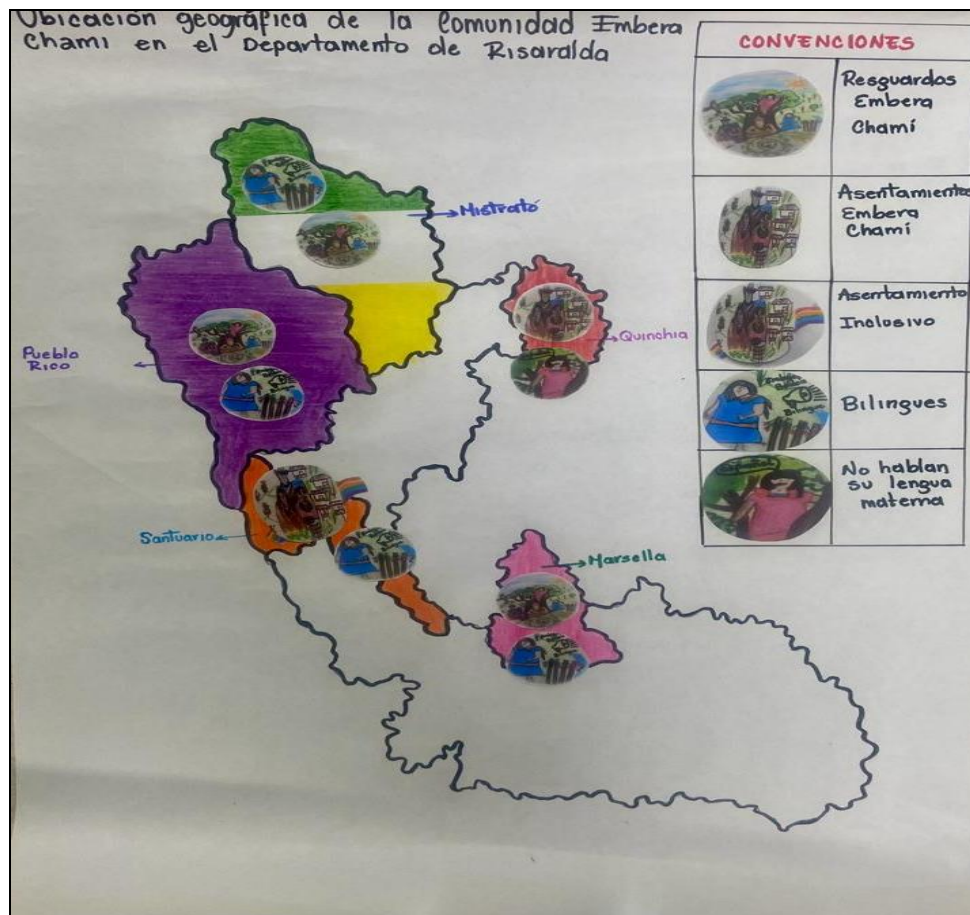 Ubicación geográfica de la Comunidad Embera
Chamí en el Departamento de Risaralda
CONVENCIONES
Resguardos
Embera
Chamí
Asentamiento
Embera
Chamí
Asentamiento
Inclusivo
Bilingues
No hablan
su lengua
materna
Mistrató
Quinchia
Pueblo
Rico
Santuario
Marsella